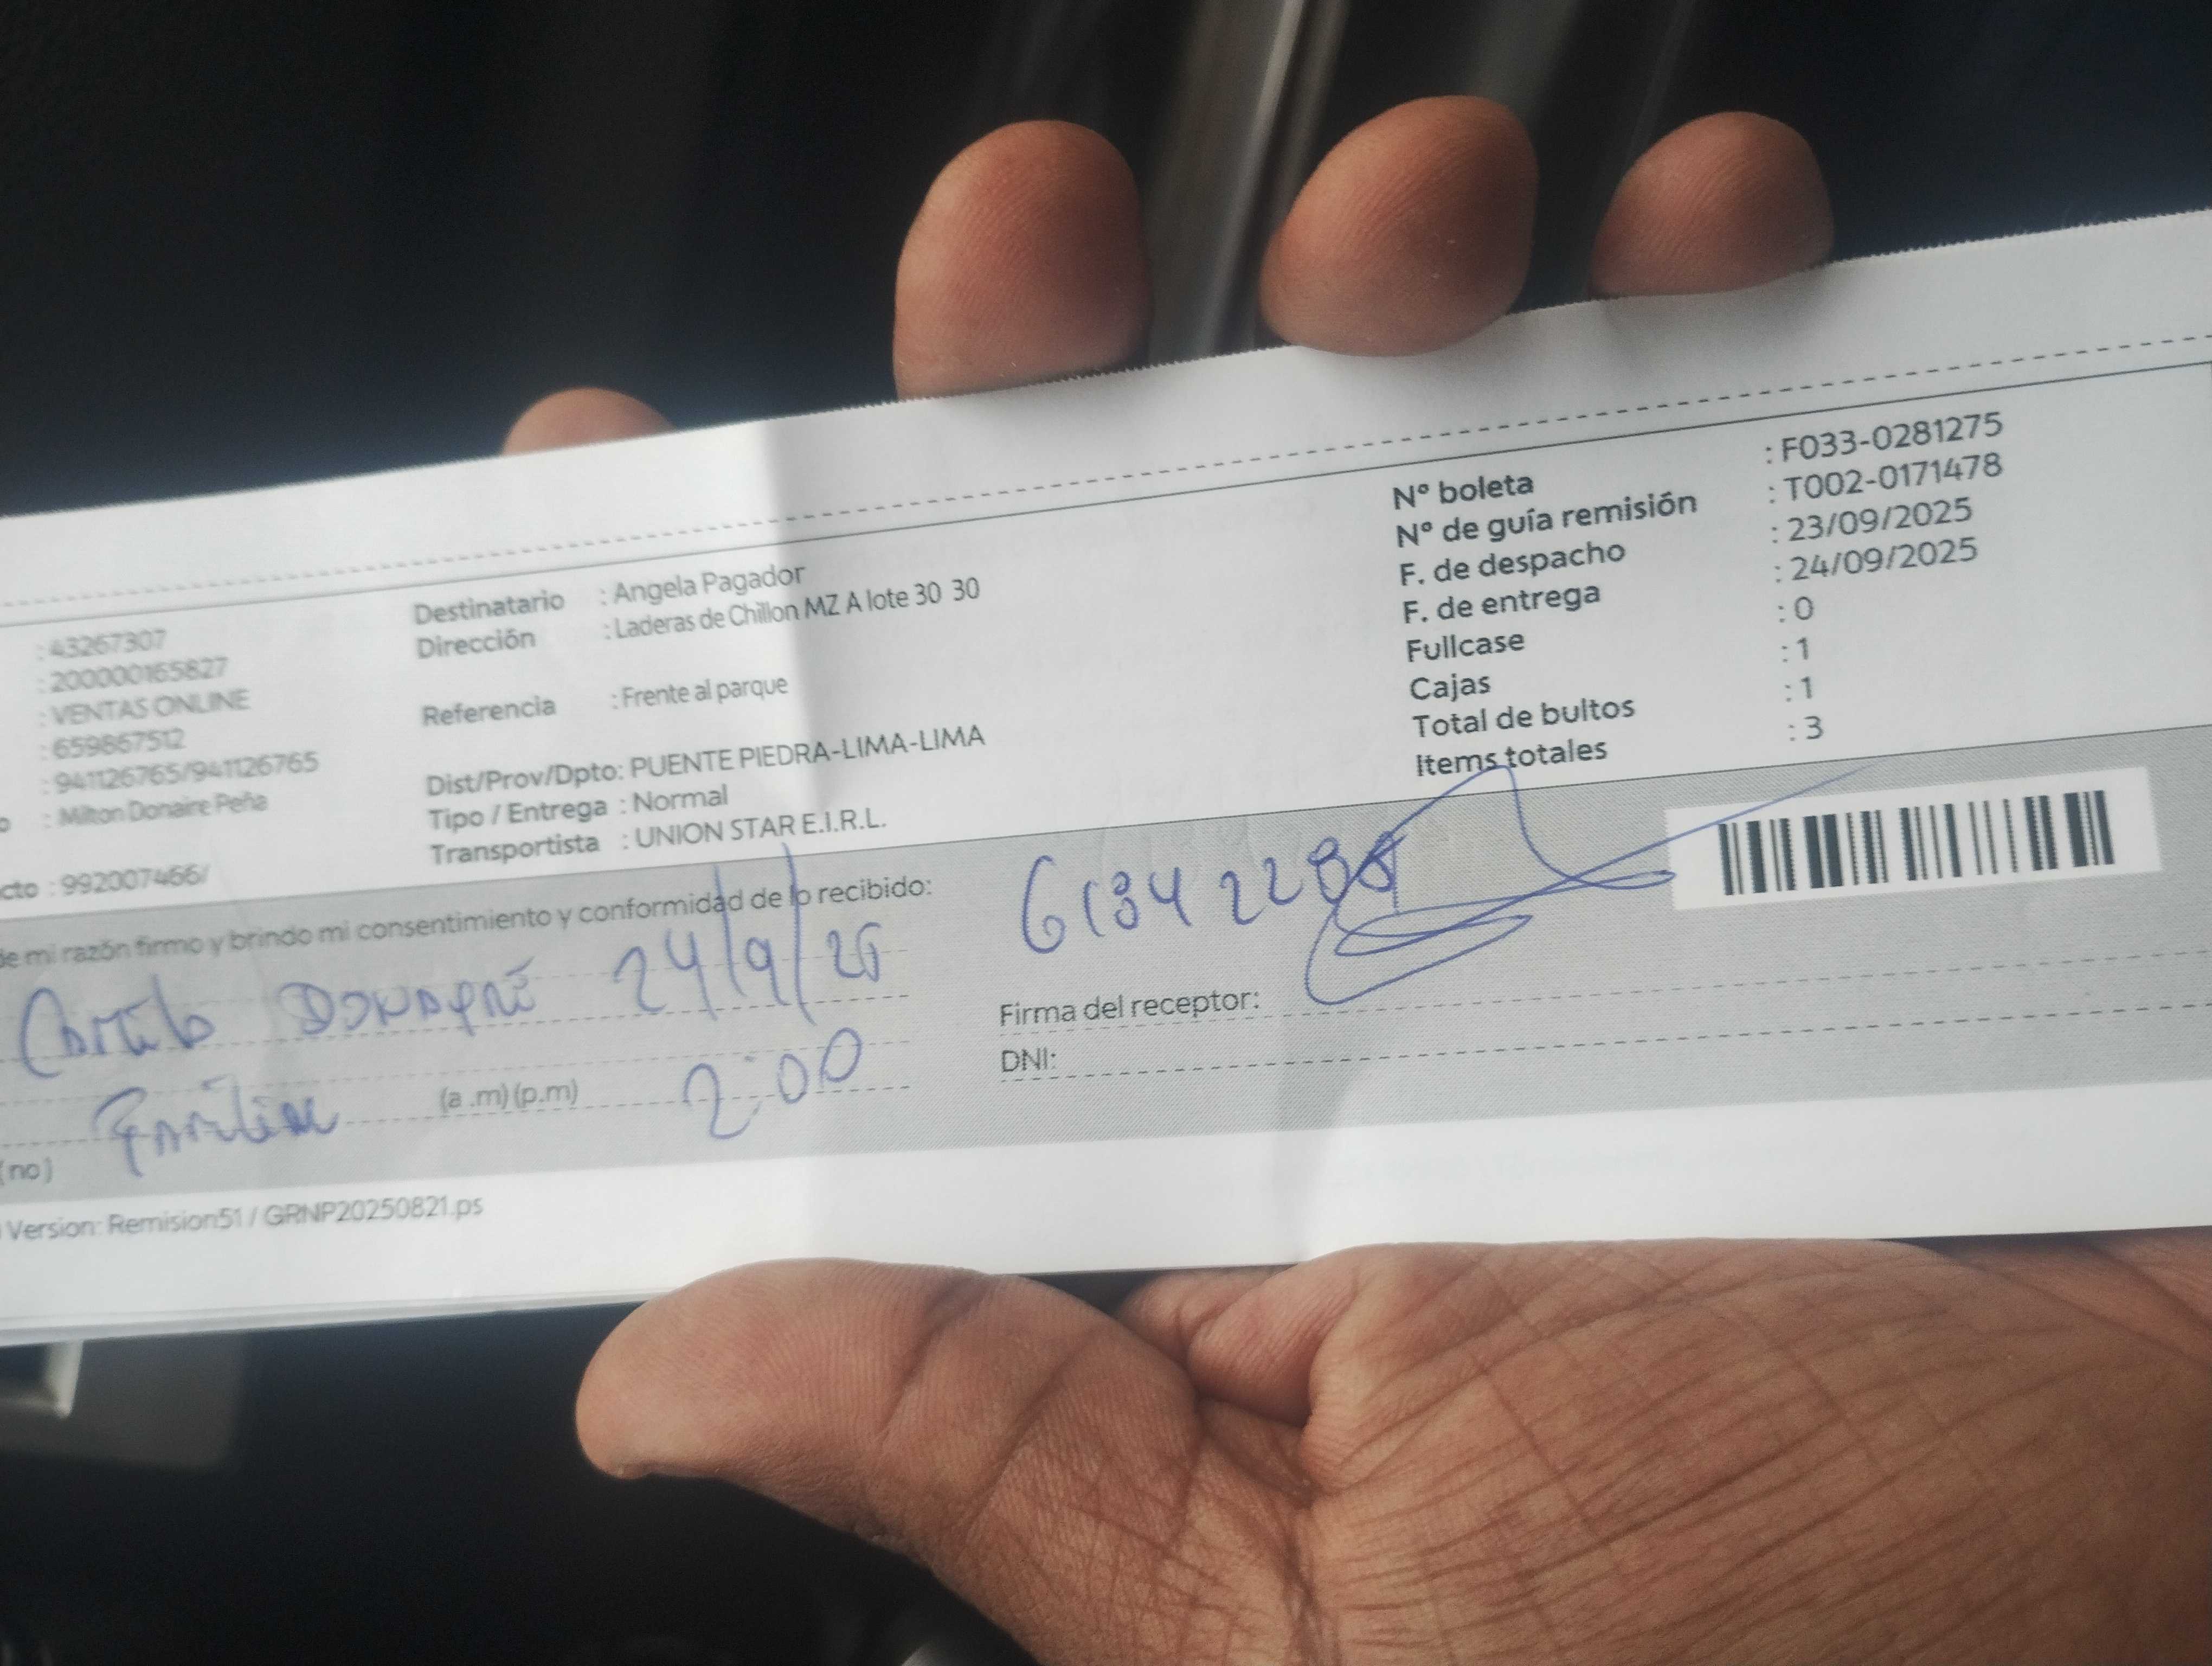 : 43267307
: 200000165827
: VENTAS ONLINE
: 659867512
: 941126765/941126765
o : Milton Donaire Peña
cto : 992007466/
Destinatario : Angela Pagador
Dirección : Laderas de Chillon MZ A lote 30 30
Referencia : Frente al parque
Dist/Prov/Dpto: PUENTE PIEDRA-LIMA-LIMA
Tipo / Entrega : Normal
Transportista : UNION STAR E.I.R.L.
Nº boleta : F033-0281275
Nº de guía remisión : T002-0171478
F. de despacho : 23/09/2025
F. de entrega : 24/09/2025
Fullcase : 0
Cajas : 1
Total de bultos : 1
Items totales : 3
de mi razón firmo y brindo mi consentimiento y conformidad de lo recibido:
24/9/25
(a .m) (p.m) 2:00
(no)
Firma del receptor:
DNI:
Version: Remision51 / GRNP20250821.ps